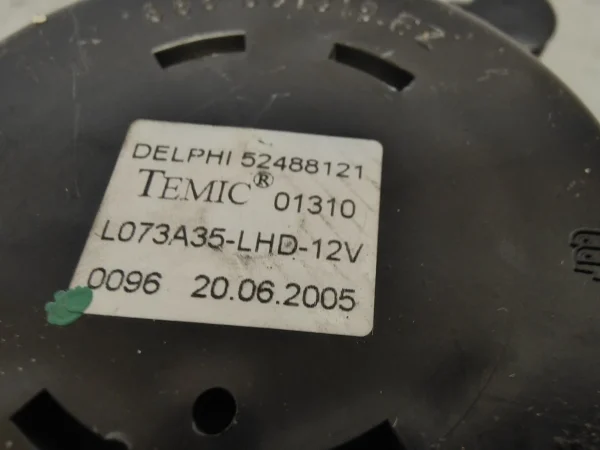 DELPHI 52488121
TEMIC® 01310
L073A35-LHD-12V
0096 20.06.2005